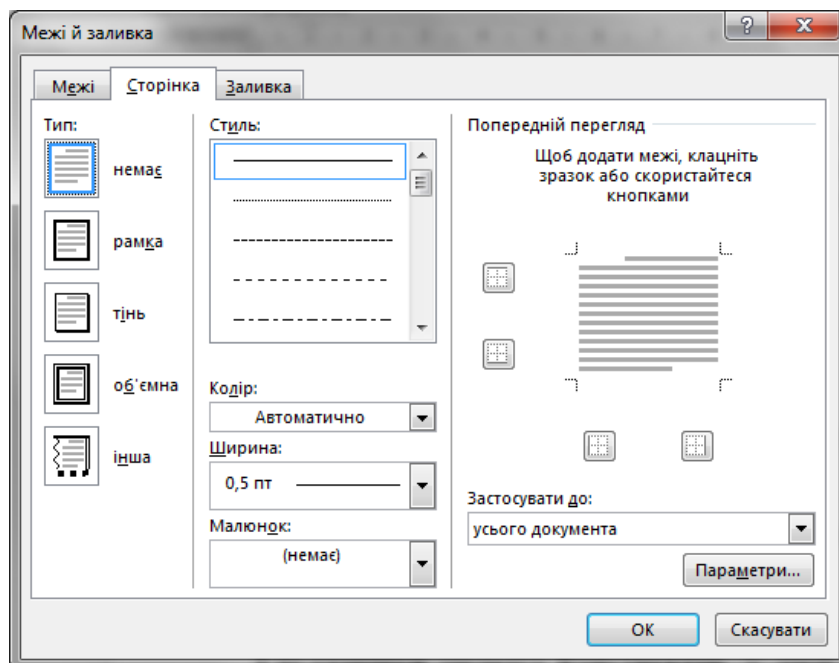 Межі й заливка
Межі
Сторінка
Заливка
Тип:
немає
рамка
тінь
об'ємна
інша
Стиль:
Колір:
Автоматично
Ширина:
0,5 пт
Малюнок:
(немає)
Попередній перегляд
Щоб додати межі, клацніть
зразок або скористайтеся
кнопками
Застосувати до:
усього документа
Параметри...
ОК
Скасувати